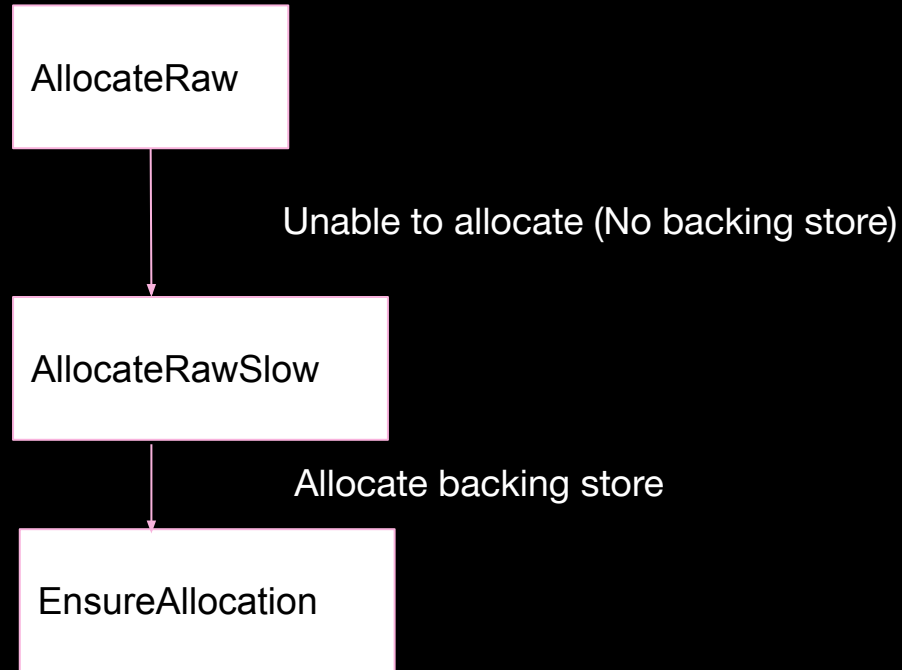 AllocateRaw
Unable to allocate (No backing store)
AllocateRawSlow
Allocate backing store
EnsureAllocation